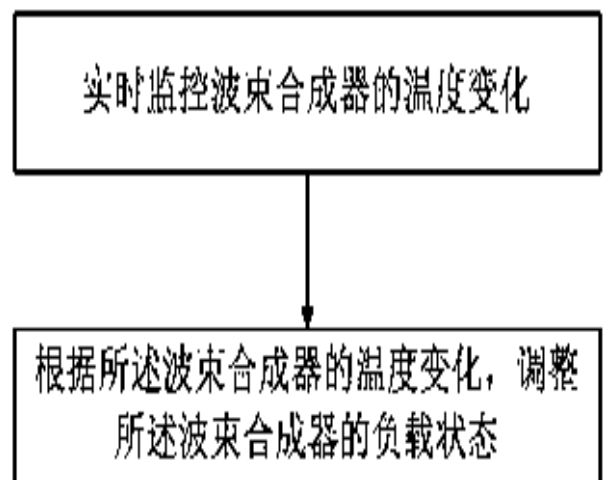 实时监控波束合成器的温度变化
根据所述波束合成器的温度变化，调整
所述波束合成器的负载状态